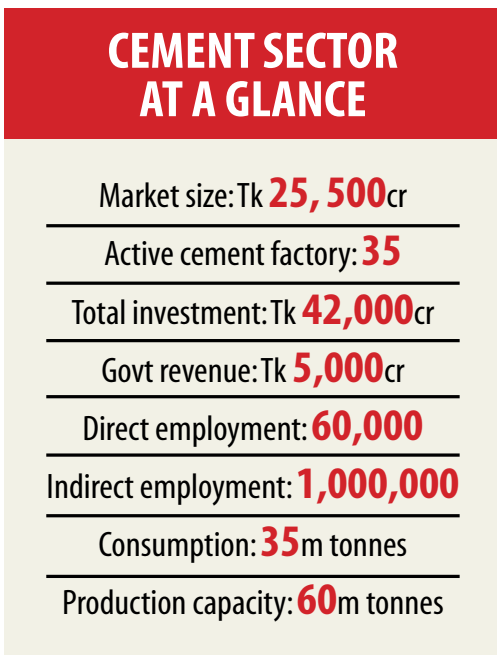 CEMENT SECTOR
AT A GLANCE
Market size: Tk 25, 500cr
Active cement factory: 35
Total investment: Tk 42,000cr
Govt revenue: Tk 5,000cr
Direct employment: 60,000
Indirect employment: 1,000,000
Consumption: 35m tonnes
Production capacity: 60m tonnes